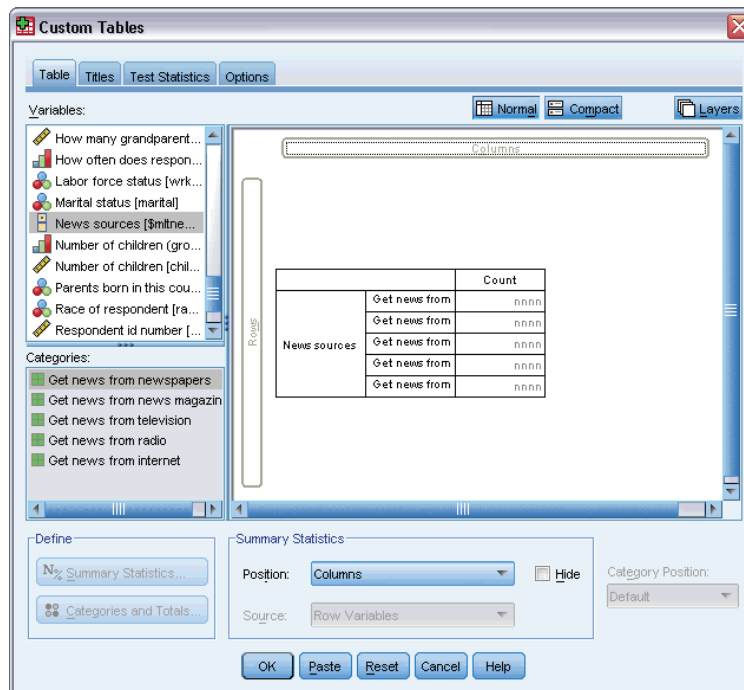 Custom Tables
Table Titles Test Statistics Options
Variables:
Normal Compact Layers
How many grandparent...
How often does respon...
Labor force status [wrk...
Marital status [marital]
News sources [$mltne...
Number of children (gro...
Number of children [chil...
Parents born in this cou...
Race of respondent [ra...
Respondent id number [...
Categories:
Get news from newspapers
Get news from news magazin
Get news from television
Get news from radio
Get news from internet
Columns
Rows
Count
News sources
Get news from nnnn
Get news from nnnn
Get news from nnnn
Get news from nnnn
Get news from nnnn
Define
N% Summary Statistics...
Categories and Totals...
Summary Statistics
Position: Columns Hide
Source: Row Variables
Category Position:
Default
OK Paste Reset Cancel Help